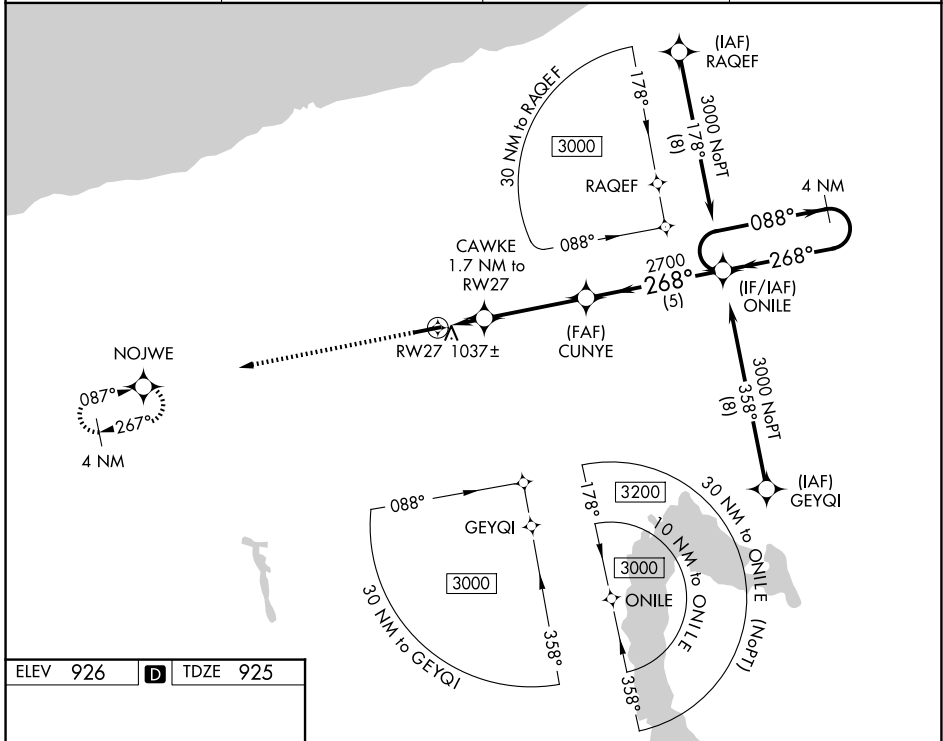 (IAF)
RAQEF
30 NM to RAQEF
178°
3000
RAQEF
088°
3000 NoPT
178°
(8)
4 NM
088°
268°
CAWKE
1.7 NM to
RW27
2700
268°
(5)
(IF/IAF)
ONILE
(FAF)
CUNYE
RW27
1037±
NOJWE
087°
267°
4 NM
3000 NoPT
358°
(8)
(IAF)
GEYQI
088°
GEYQI
3000
358°
30 NM to GEYQI
178°
3200
30 NM to ONILE (NoPT)
10 NM to ONILE
3000
ONILE
358°
ELEV 926 D TDZE 925